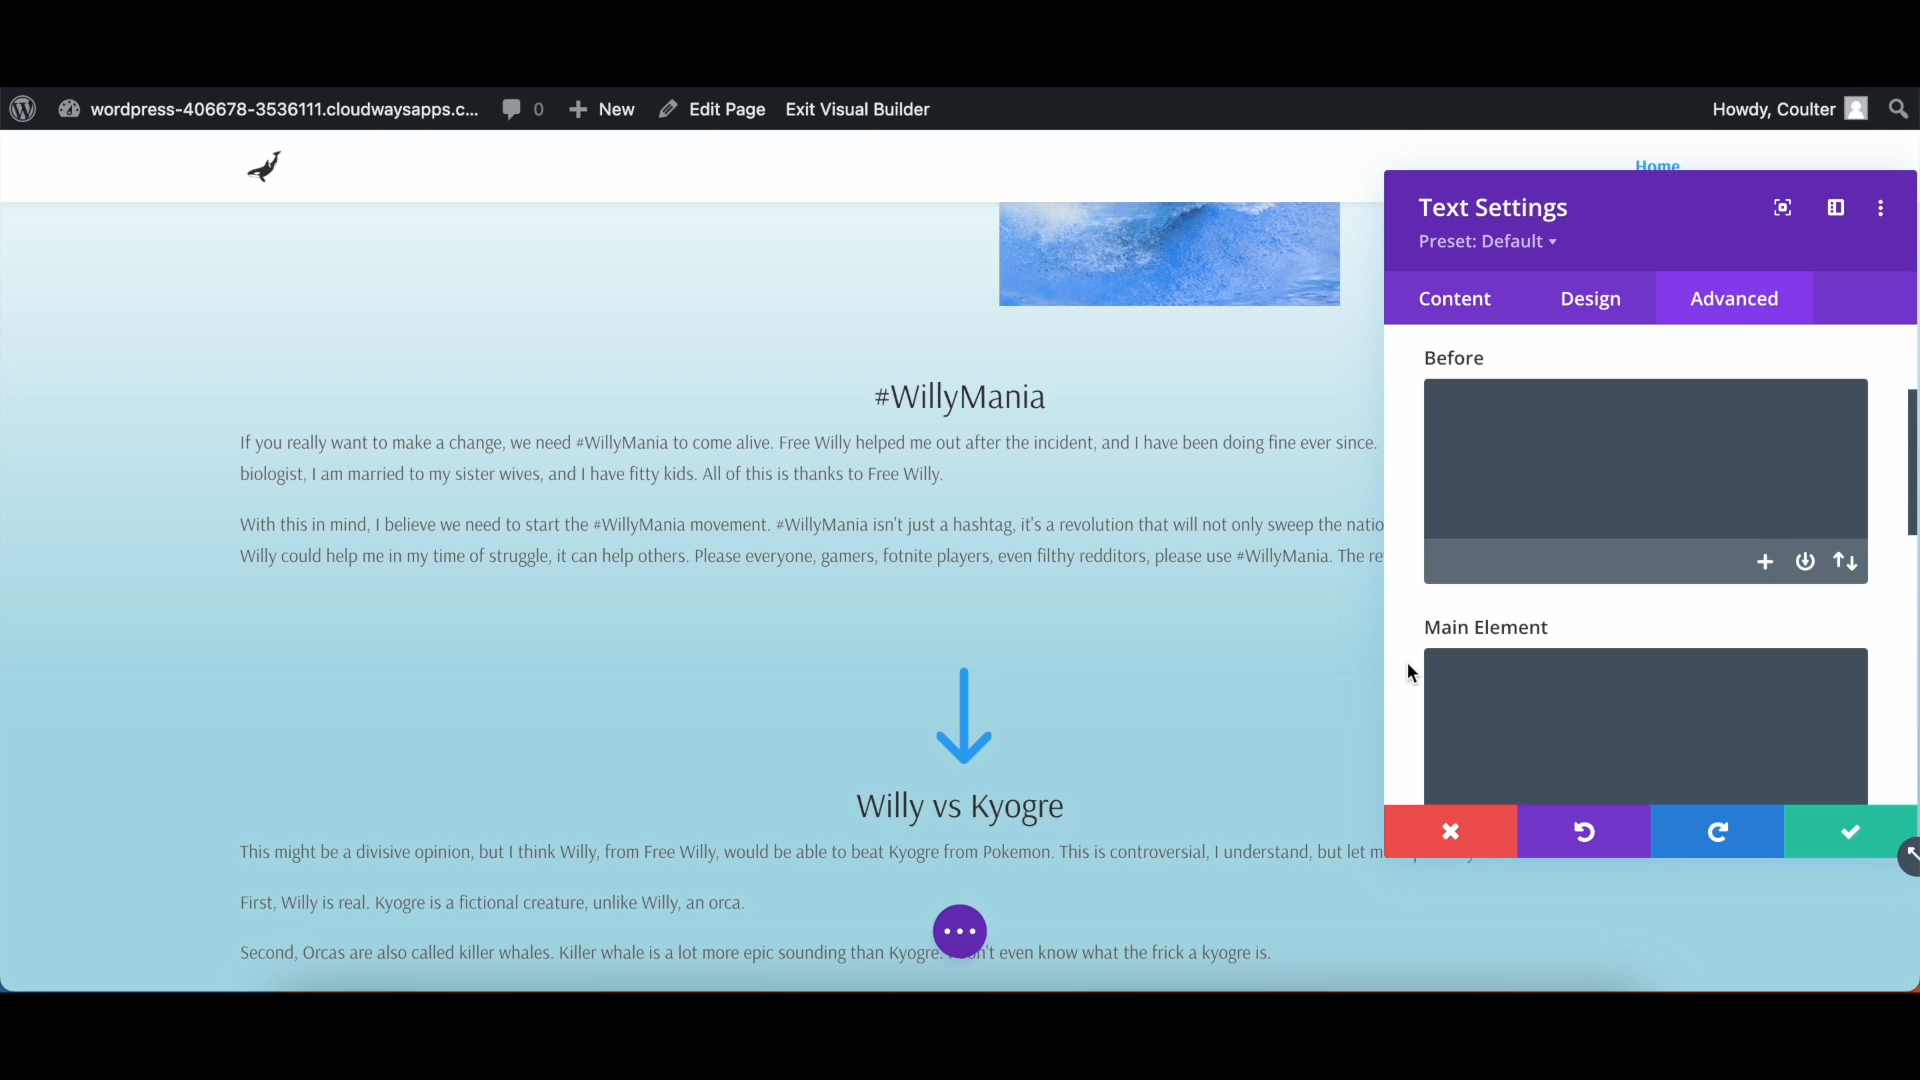 wordpress-406678-3536111.cloudwaysapps.c... 0 New Edit Page Exit Visual Builder Howdy, Coulter
Home
Text Settings
Preset: Default
Content Design Advanced
Before
#WillyMania
If you really want to make a change, we need #WillyMania to come alive. Free Willy helped me out after the incident, and I have been doing fine ever since.
biologist, I am married to my sister wives, and I have fitty kids. All of this is thanks to Free Willy.
With this in mind, I believe we need to start the #WillyMania movement. #WillyMania isn't just a hashtag, it's a revolution that will not only sweep the natio
Willy could help me in my time of struggle, it can help others. Please everyone, gamers, fotnite players, even filthy redditors, please use #WillyMania. The re
Main Element
Willy vs Kyogre
This might be a divisive opinion, but I think Willy, from Free Willy, would be able to beat Kyogre from Pokemon. This is controversial, I understand, but let m
First, Willy is real. Kyogre is a fictional creature, unlike Willy, an orca.
Second, Orcas are also called killer whales. Killer whale is a lot more epic sounding than Kyogre. n't even know what the frick a kyogre is.